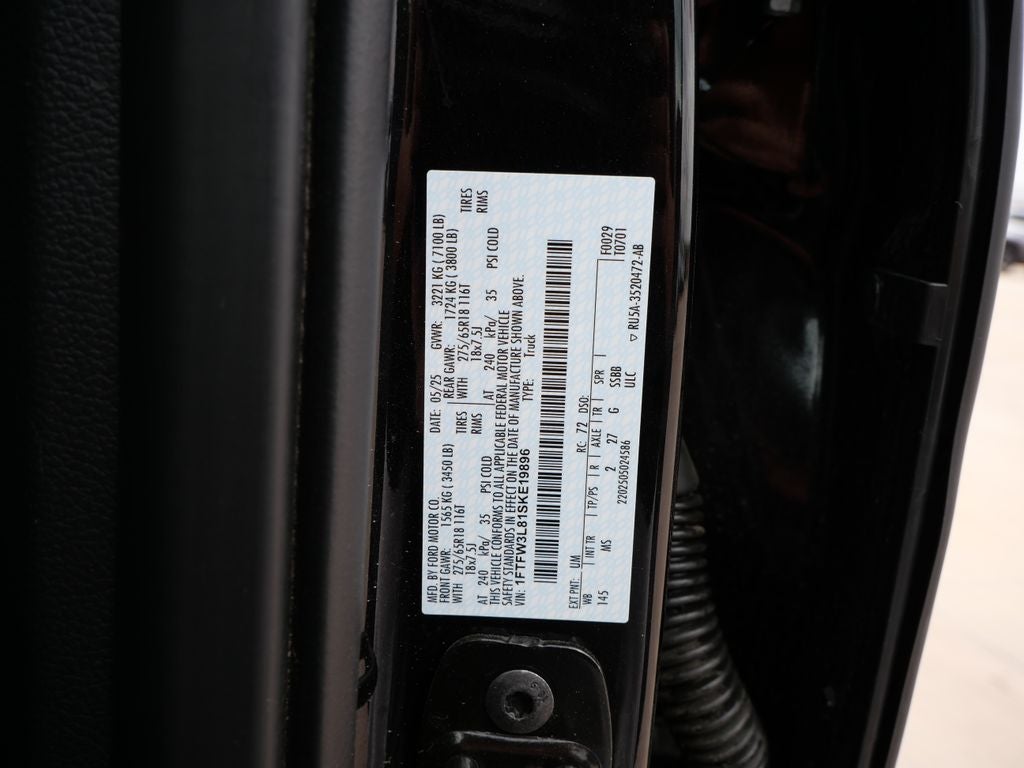 MFD. BY FORD MOTOR CO. DATE: 05/25 GVWR: 3221 KG ( 7100 LB)
FRONT GAWR: 1565 KG ( 3450 LB) REAR GAWR: 1724 KG ( 3800 LB)
WITH 275/65R18 116T TIRES WITH 275/65R18 116T TIRES
18x7.5J RIMS 18x7.5J RIMS
AT 240 kPa/ 35 PSI COLD AT 240 kPa/ 35 PSI COLD
THIS VEHICLE CONFORMS TO ALL APPLICABLE FEDERAL MOTOR VEHICLE
SAFETY STANDARDS IN EFFECT ON THE DATE OF MANUFACTURE SHOWN ABOVE.
VIN: 1FTFW3L81SKE19896 TYPE: Truck
EXT PNT: UM RC: 72 DSO: F0029
WB INT TR TP/PS R AXLE TR SPR T0701
145 MS 2 27 G SSBB
2202505024586 ULC ▽ RU5A-3520472-AB